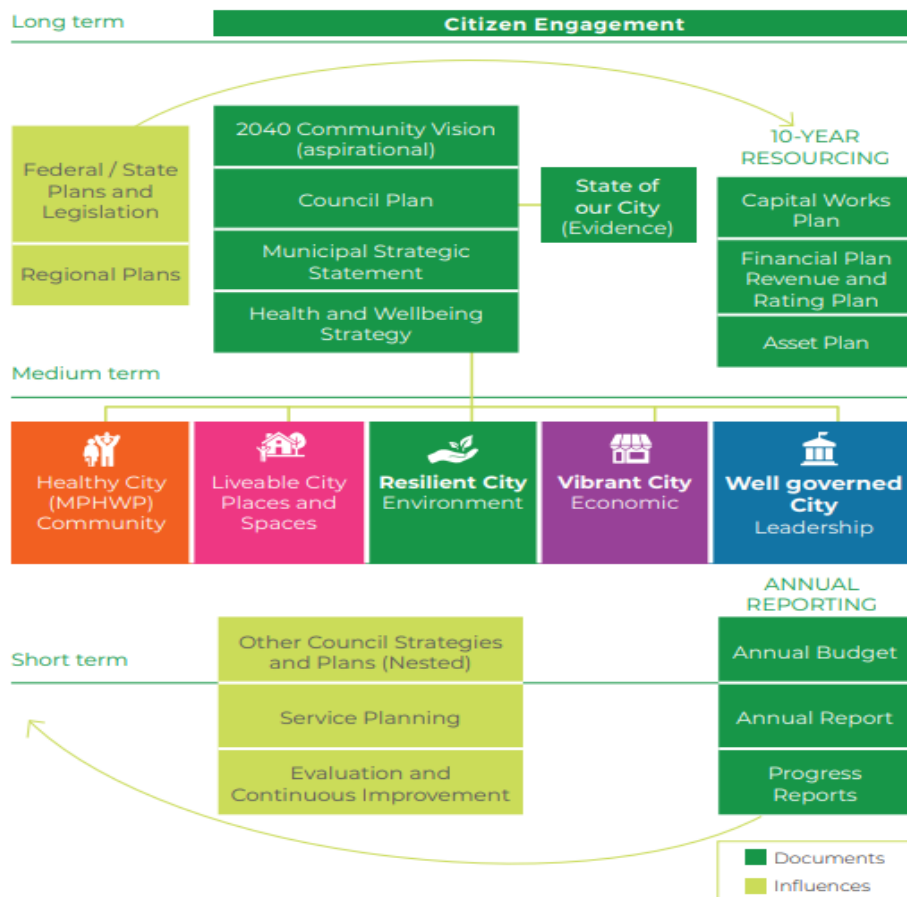 Long term
Citizen Engagement
Federal / State
Plans and
Legislation
Regional Plans
2040 Community Vision
(aspirational)
Council Plan
Municipal Strategic
Statement
Health and Wellbeing
Strategy
State of
our City
(Evidence)
10-YEAR
RESOURCING
Capital Works
Plan
Financial Plan
Revenue and
Rating Plan
Asset Plan
Medium term
Healthy City
(MPHWP)
Community
Liveable City
Places and
Spaces
Resilient City
Environment
Vibrant City
Economic
Well governed
City
Leadership
Short term
Other Council Strategies
and Plans (Nested)
Service Planning
Evaluation and
Continuous Improvement
ANNUAL
REPORTING
Annual Budget
Annual Report
Progress
Reports
Documents
Influences